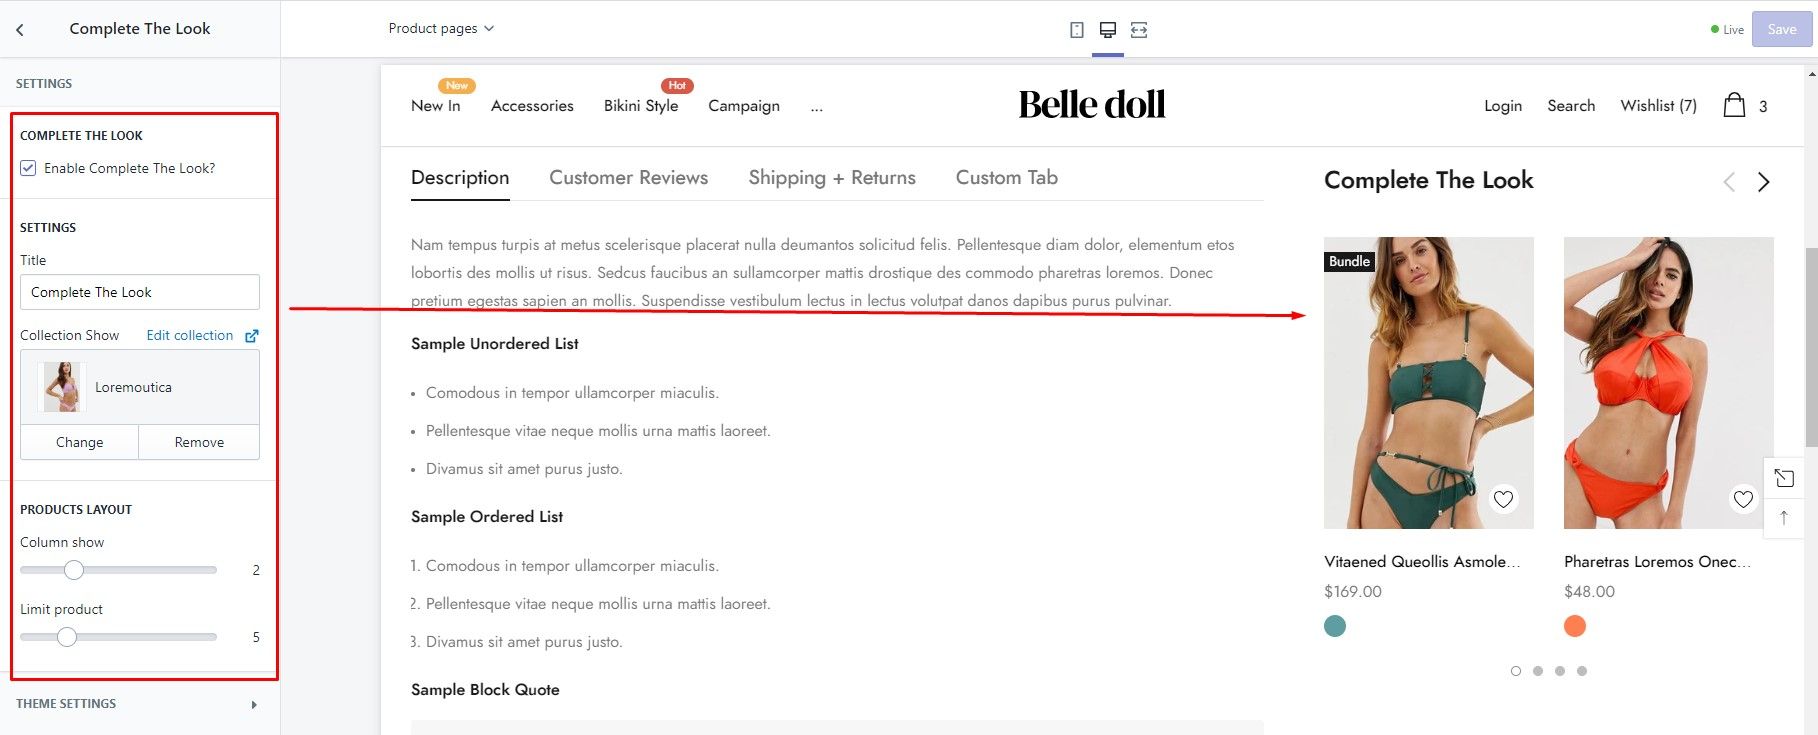 Complete The Look
Product pages
Live
Save
SETTINGS
COMPLETE THE LOOK
Enable Complete The Look?
SETTINGS
Title
Complete The Look
Collection Show Edit collection
Loremoutica
Change Remove
PRODUCTS LAYOUT
Column show
2
Limit product
5
THEME SETTINGS
New Hot
New In Accessories Bikini Style Campaign ...
Belle doll
Login Search Wishlist (7) 3
Description Customer Reviews Shipping + Returns Custom Tab
Nam tempus turpis at metus scelerisque placerat nulla deumantos solicitud felis. Pellentesque diam dolor, elementum etos
lobortis des mollis ut risus. Sedcus faucibus an sullamcorper mattis drostique des commodo pharetras loremos. Donec
pretium egestas sapien an mollis. Suspendisse vestibulum lectus in lectus volutpat danos dapibus purus pulvinar.
Sample Unordered List
• Comodous in tempor ullamcorper miaculis.
• Pellentesque vitae neque mollis urna mattis laoreet.
• Divamus sit amet purus justo.
Sample Ordered List
1. Comodous in tempor ullamcorper miaculis.
2. Pellentesque vitae neque mollis urna mattis laoreet.
3. Divamus sit amet purus justo.
Sample Block Quote
Complete The Look
Bundle
Vitaened Queollis Asmole...
$169.00
Pharetras Loremos Onec...
$48.00